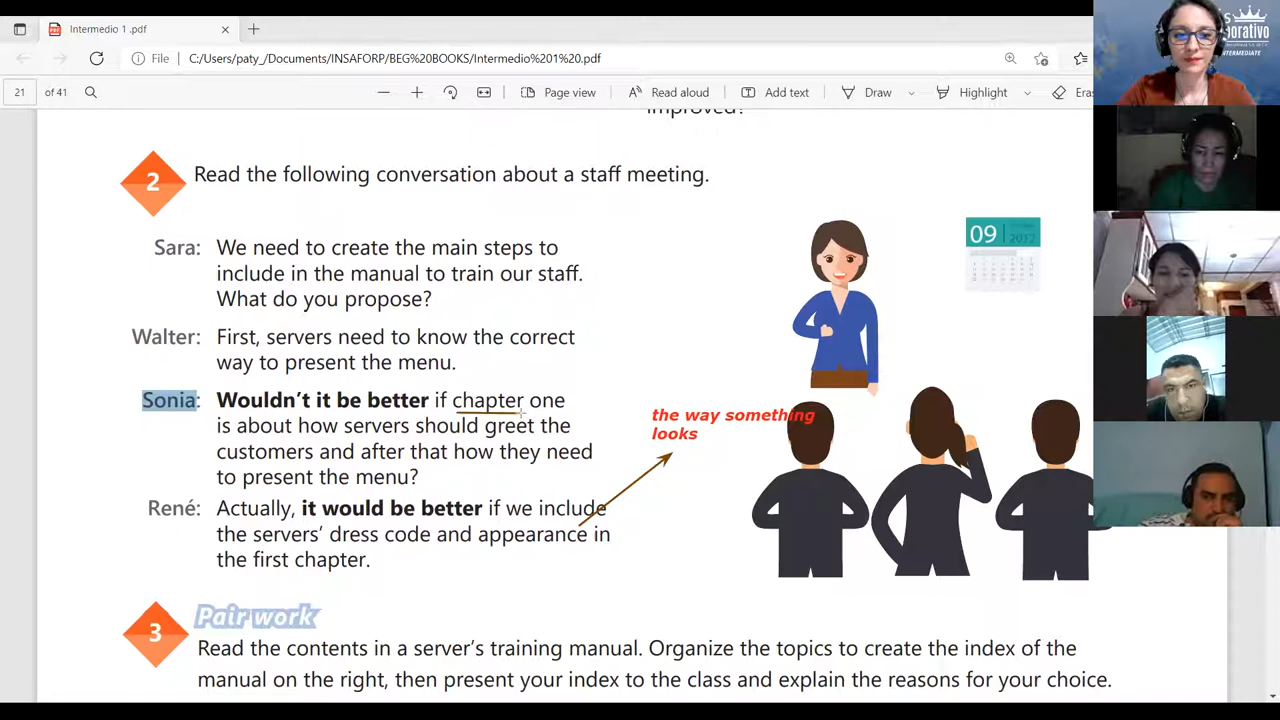 Intermedio 1 .pdf
File
C:/Users/paty_/Documents/INSAFORP/BEG%20BOOKS/Intermedio%201%20.pdf
21 of 41
Page view
Read aloud
Add text
Draw
Highlight
Eras
improved?
2
Read the following conversation about a staff meeting.
Sara: We need to create the main steps to
include in the manual to train our staff.
What do you propose?
Walter: First, servers need to know the correct
way to present the menu.
Sonia: Wouldn't it be better if chapter one
is about how servers should greet the
customers and after that how they need
to present the menu?
René: Actually, it would be better if we include
the servers' dress code and appearance in
the first chapter.
the way something
looks
09
2017
3
Pair work
Read the contents in a server's training manual. Organize the topics to create the index of the
manual on the right, then present your index to the class and explain the reasons for your choice.
orativo
INTERMEDIATE